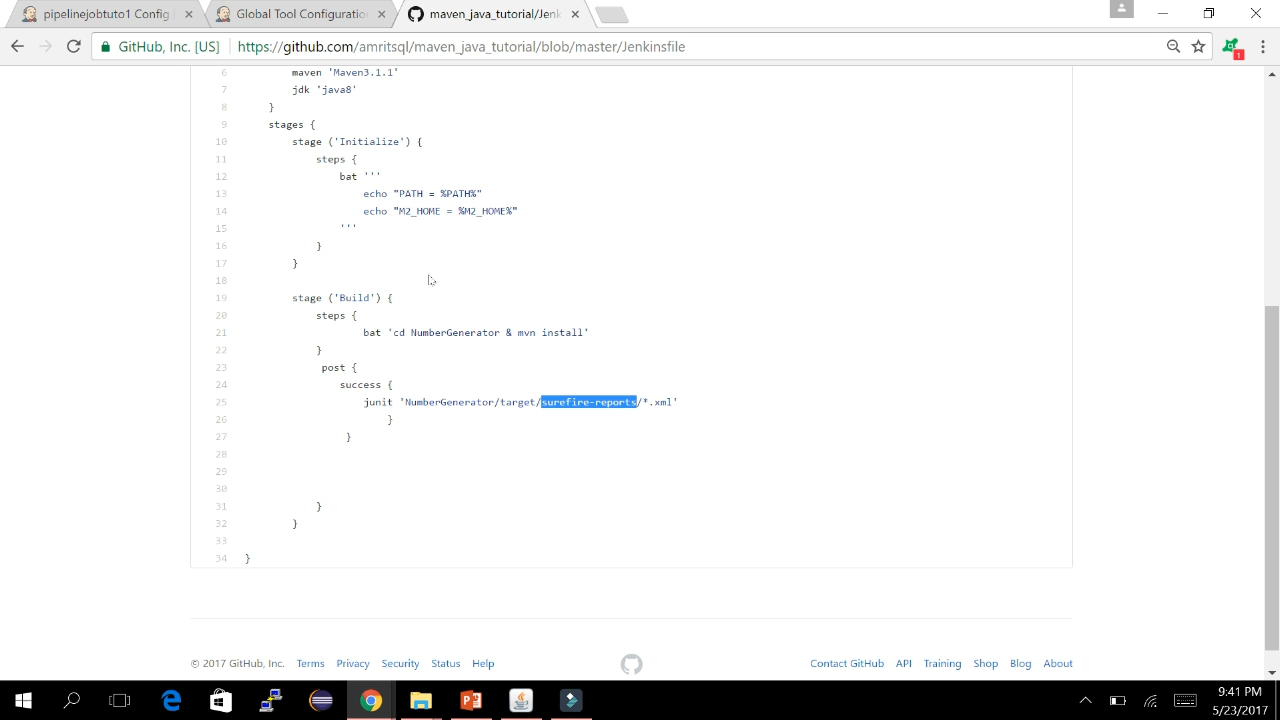 pipelinejobtuto1 Config
Global Tool Configuratio
maven_java_tutorial/Jenk
GitHub, Inc. [US]
https://github.com/amritsql/maven_java_tutorial/blob/master/Jenkinsfile
1
6 maven 'Maven3.1.1'
7 jdk 'java8'
8 }
9 stages {
10 stage ('Initialize') {
11 steps {
12 bat '''
13 echo "PATH = %PATH%"
14 echo "M2_HOME = %M2_HOME%"
15 '''
16 }
17 }
18
19 stage ('Build') {
20 steps {
21 bat 'cd NumberGenerator & mvn install'
22 }
23 post {
24 success {
25 junit 'NumberGenerator/target/surefire-reports/*.xml'
26 }
27 }
28
29
30
31 }
32 }
33
34 }
© 2017 GitHub, Inc. Terms Privacy Security Status Help
Contact GitHub API Training Shop Blog About
9:41 PM
5/23/2017